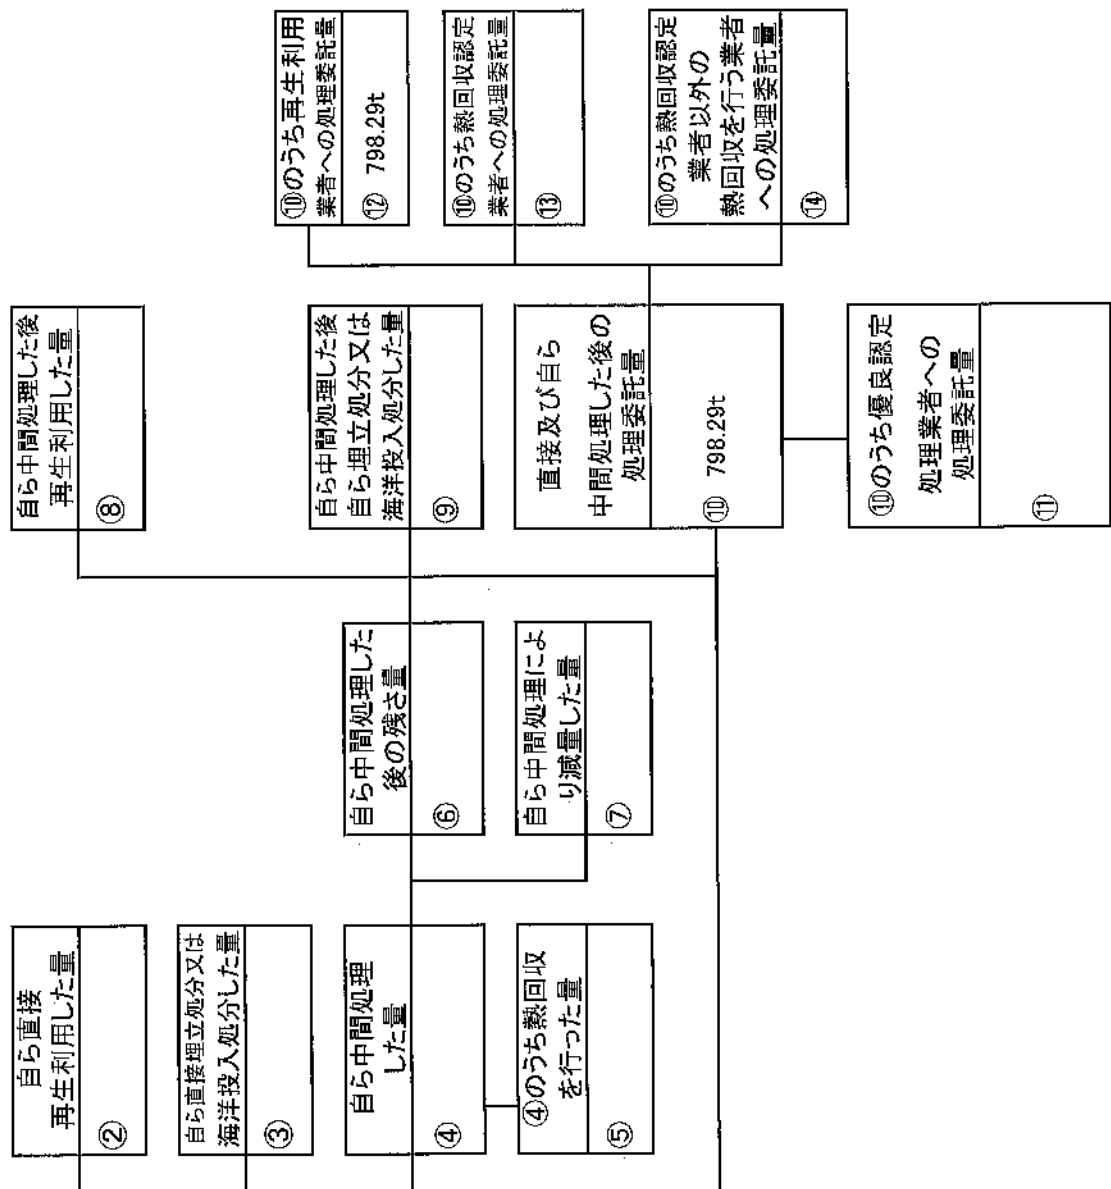 自ら直接
再生利用した量
②
自ら直接埋立処分又は
海洋投入処分した量
③
自ら中間処理
した量
④
④のうち熱回収
を行った量
⑤
自ら中間処理した
後の残さ量
⑥
自ら中間処理によ
り減量した量
⑦
自ら中間処理した後
再生利用した量
⑧
自ら中間処理した後
自ら埋立処分又は
海洋投入処分した量
⑨
直接及び自ら
中間処理した後の
処理委託量
⑩ 798.29t
⑩のうち優良認定
処理業者への
処理委託量
⑪
⑩のうち再生利用
業者への処理委託量
⑫ 798.29t
⑩のうち熱回収認定
業者への処理委託量
⑬
⑩のうち熱回収認定
業者以外の
熱回収を行う業者
への処理委託量
⑭